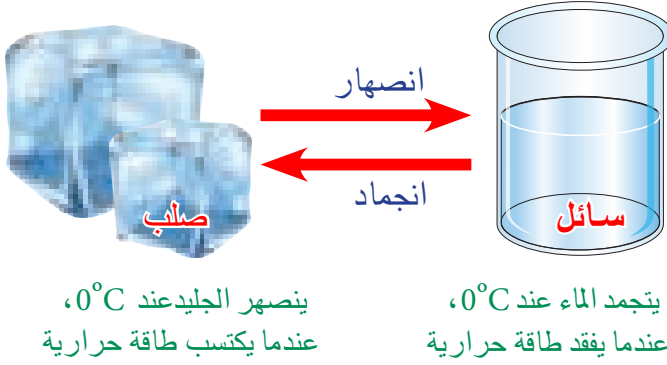 انصهار
انجماد
سائل
صلب
يتجمد الماء عند 0°C،
عندما يفقد طاقة حرارية
ينصهر الجليدعند 0°C،
عندما يكتسب طاقة حرارية